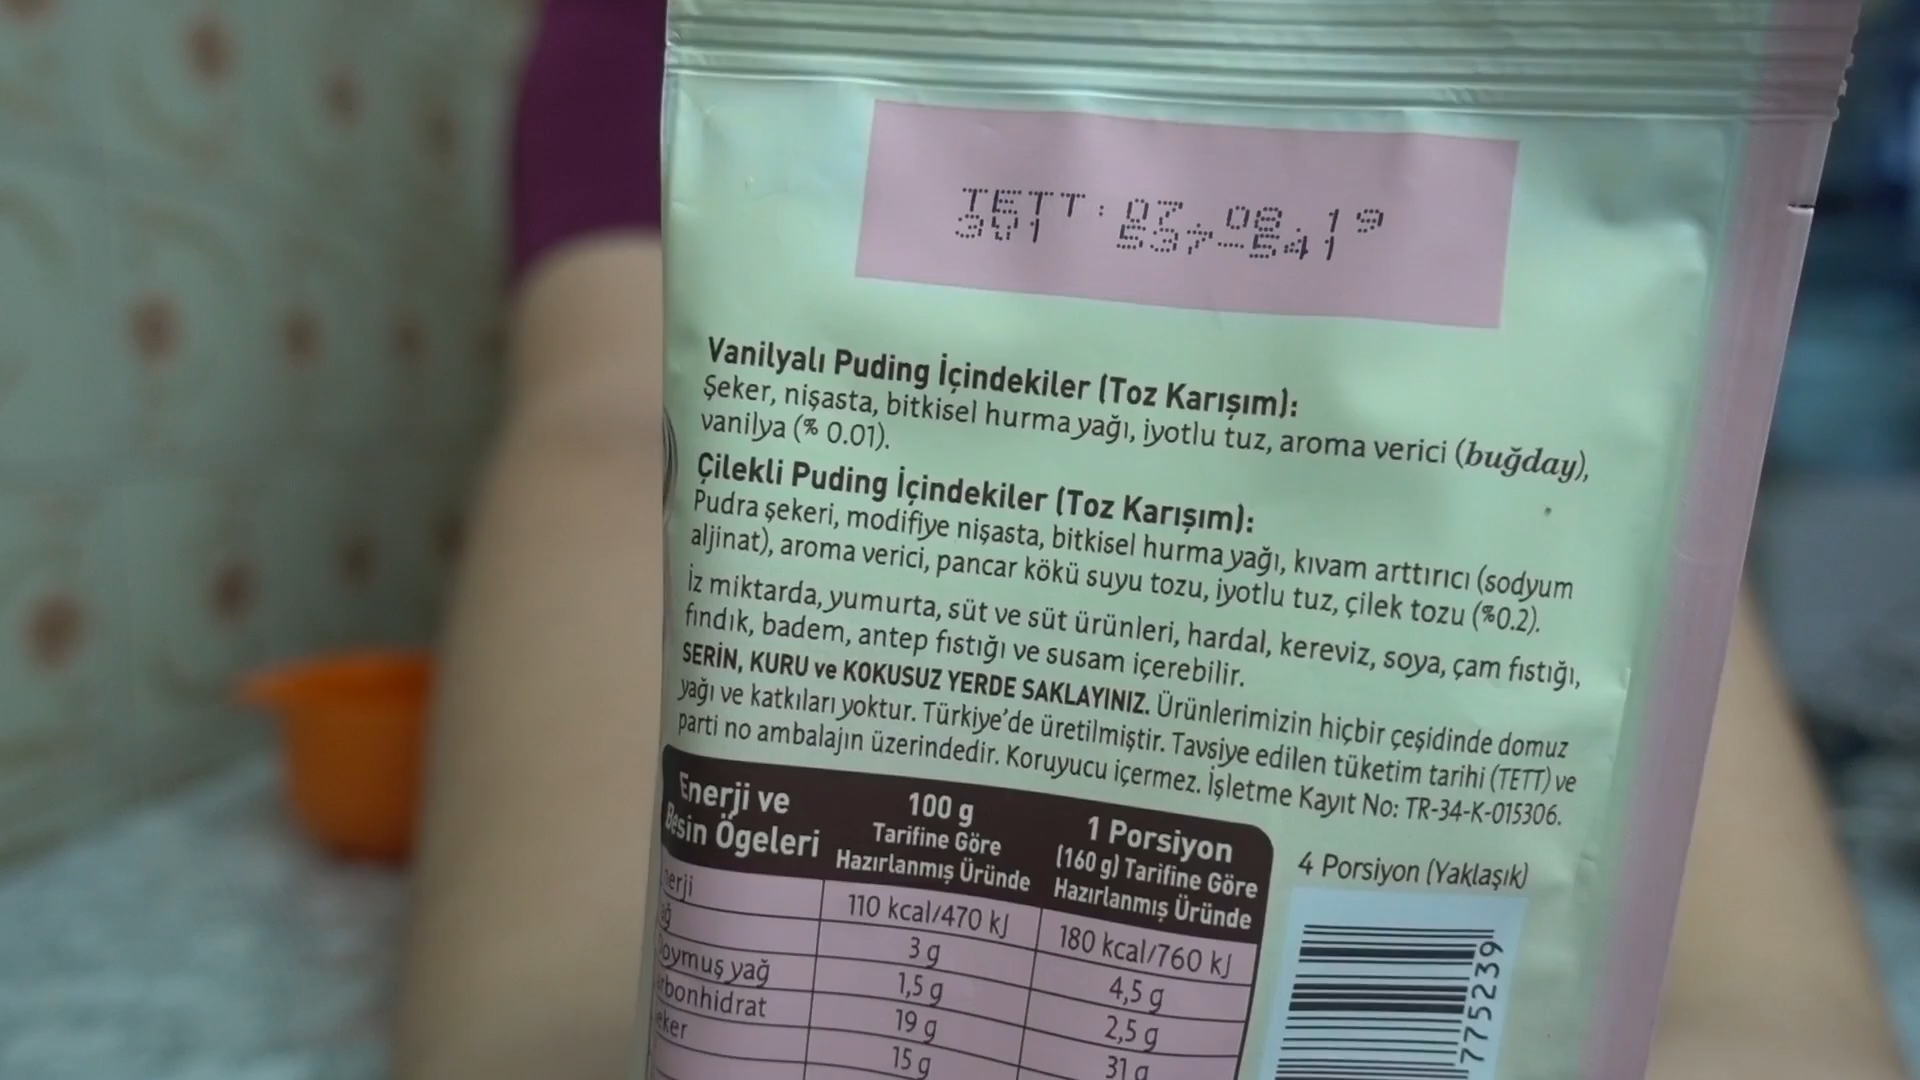 TETT: 07.08.19
Vanilyalı Puding İçindekiler (Toz Karışım):
Şeker, nişasta, bitkisel hurma yağı, iyotlu tuz, aroma verici (buğday),
vanilya (% 0.01).
Çilekli Puding İçindekiler (Toz Karışım):
Pudra şekeri, modifiye nişasta, bitkisel hurma yağı, kıvam arttırıcı (sodyum
aljinat), aroma verici, pancar kökü suyu tozu, iyotlu tuz, çilek tozu (%0.2).
İz miktarda, yumurta, süt ve süt ürünleri, hardal, kereviz, soya, çam fıstığı,
fındık, badem, antep fıstığı ve susam içerebilir.
SERİN, KURU ve KOKUSUZ YERDE SAKLAYINIZ. Ürünlerimizin hiçbir çeşidinde domuz
yağı ve katkıları yoktur. Türkiye'de üretilmiştir. Tavsiye edilen tüketim tarihi (TETT) ve
parti no ambalajın üzerindedir. Koruyucu içermez. İşletme Kayıt No: TR-34-K-015306.
Enerji ve
Besin Ögeleri
100 g
Tarifine Göre
Hazırlanmış Üründe
1 Porsiyon
(160 g) Tarifine Göre
Hazırlanmış Üründe
4 Porsiyon (Yaklaşık)
110 kcal/470 kJ
180 kcal/760 kJ
3 g
4,5 g
yağ
1,5 g
2,5 g
19 g
31 g
15 g
775239